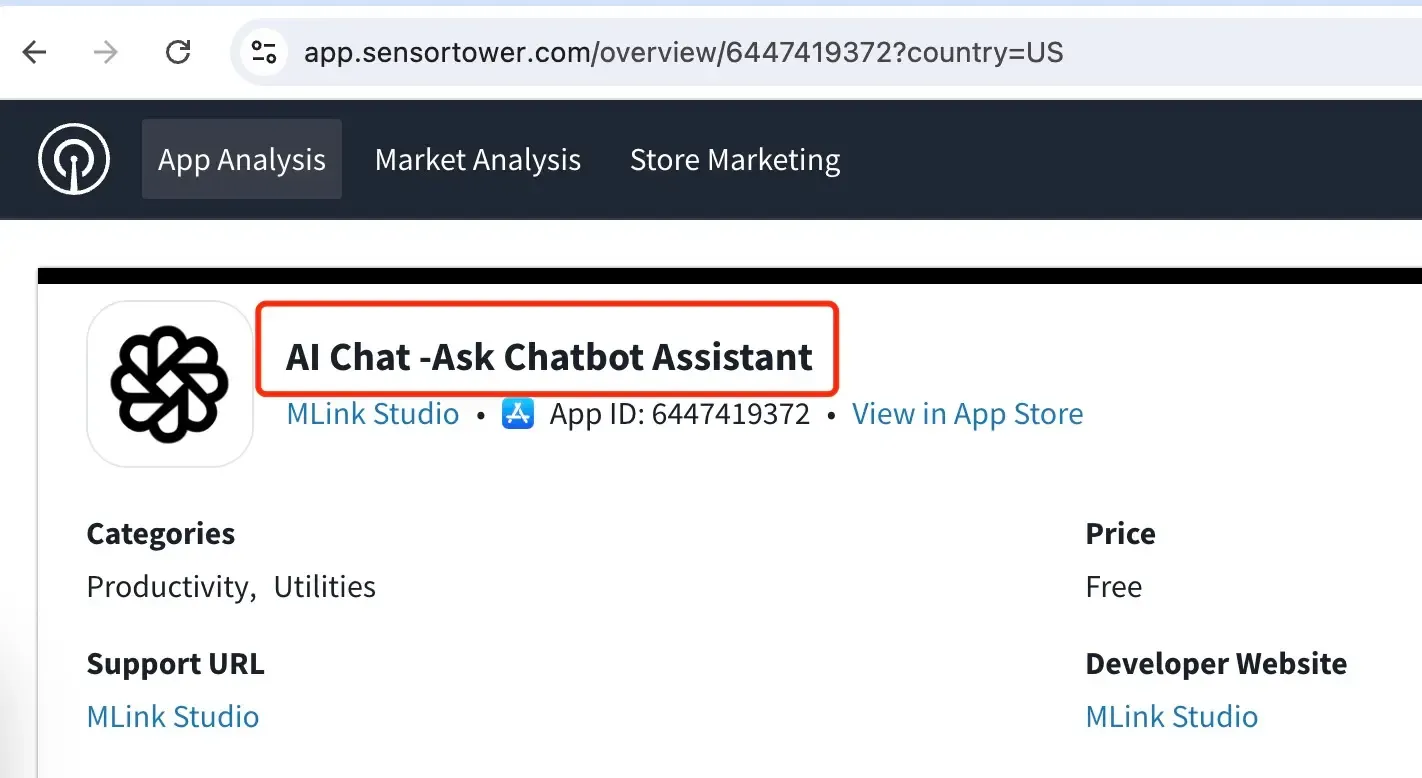 app.sensortower.com/overview/6447419372?country=US
App Analysis Market Analysis Store Marketing
AI Chat -Ask Chatbot Assistant
MLink Studio • App ID: 6447419372 • View in App Store
Categories Price
Productivity, Utilities Free
Support URL Developer Website
MLink Studio MLink Studio